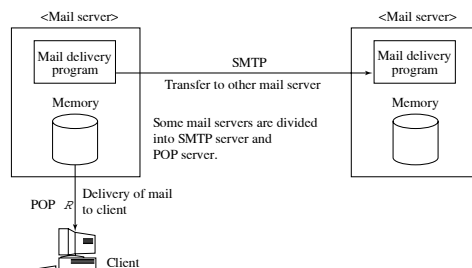 <Mail server>
<Mail server>
Mail delivery
program
SMTP
Mail delivery
program
Transfer to other mail server
Memory
Memory
Some mail servers are divided
into SMTP server and
POP server.
Delivery of mail
to client
POP R
Client